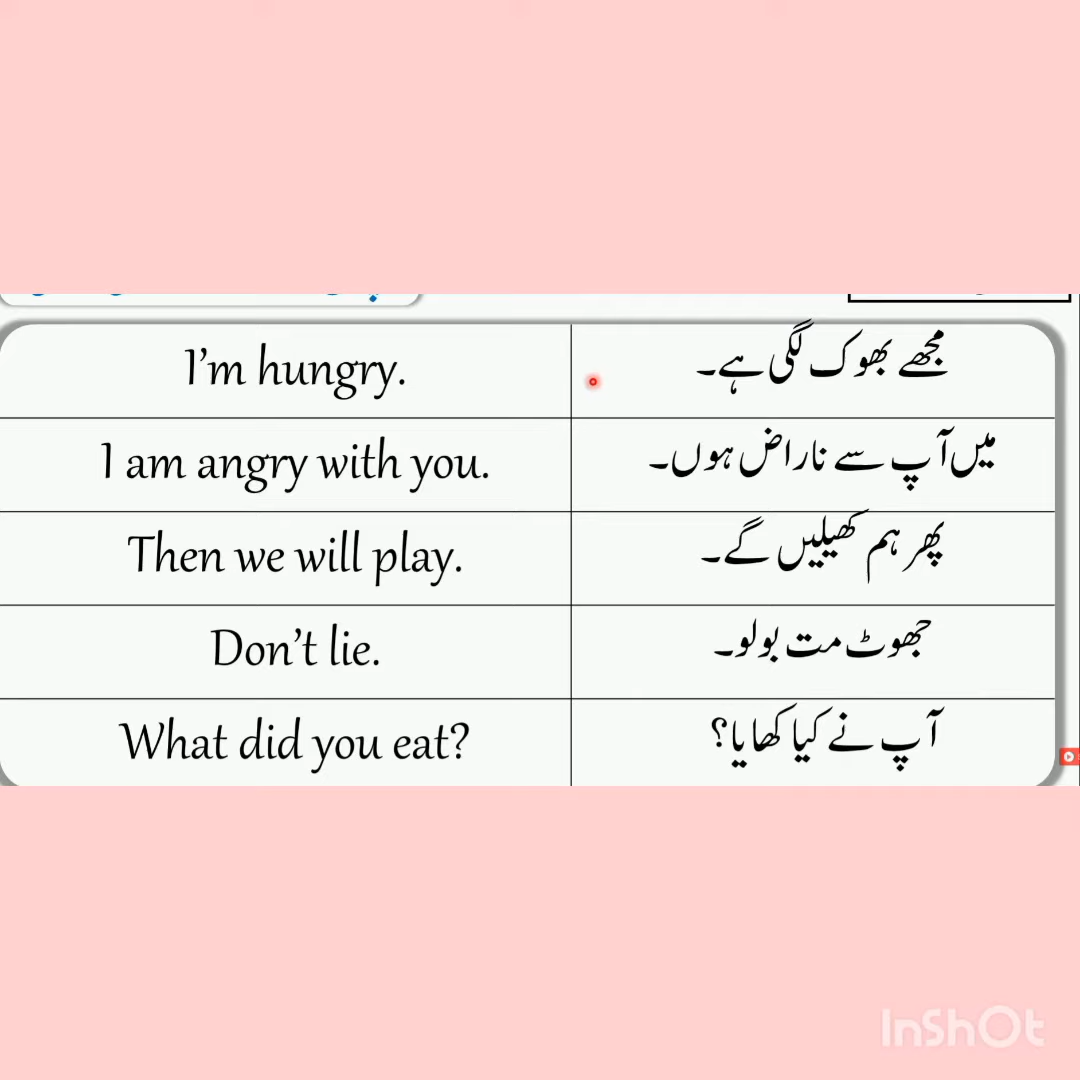 I'm hungry. مجھے بھوک لگی ہے۔
I am angry with you. میں آپ سے ناراض ہوں۔
Then we will play. پھر ہم کھیلیں گے۔
Don't lie. جھوٹ مت بولو۔
What did you eat? آپ نے کیا کھایا؟
InShOt